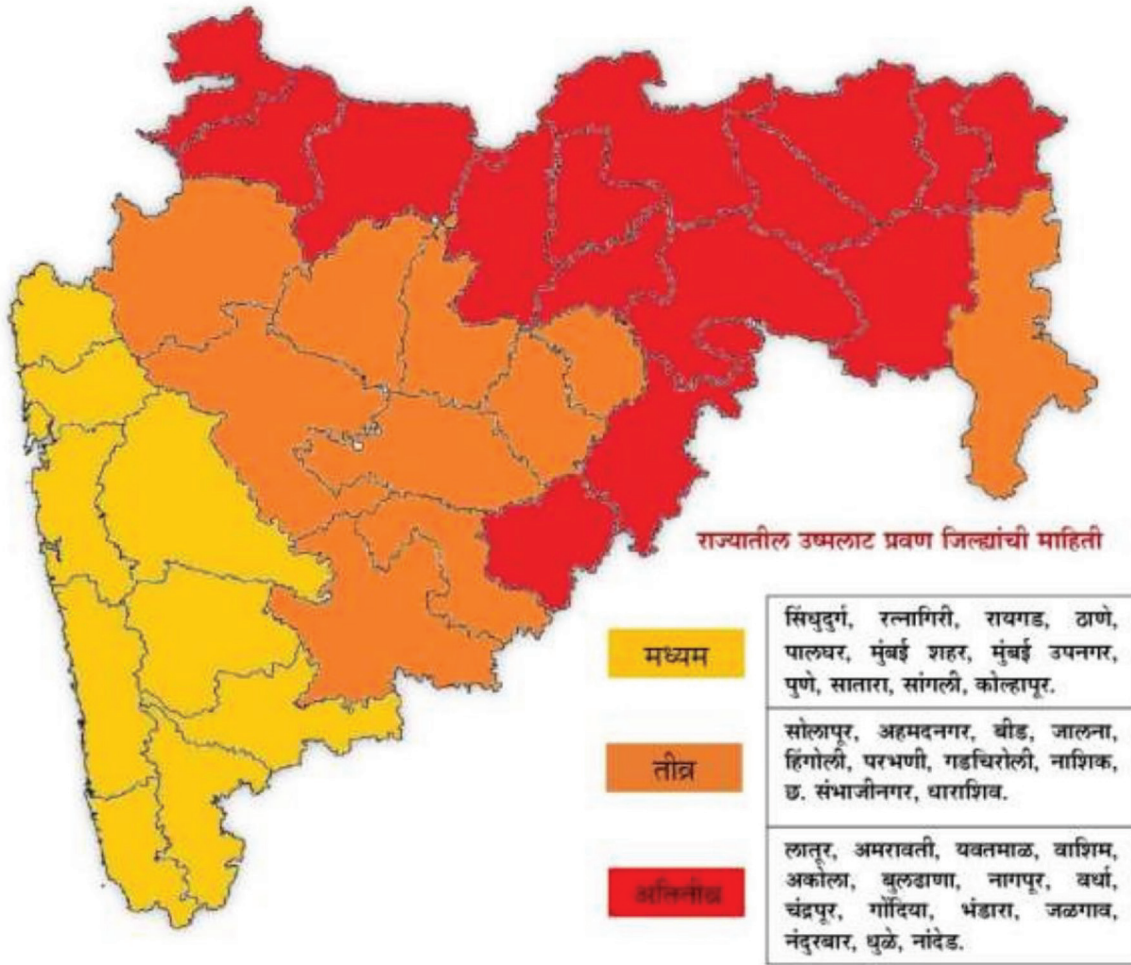 राज्यातील उष्मलाट प्रवण जिल्ह्यांची माहिती
मध्यम
सिंधुदुर्ग, रत्नागिरी, रायगड, ठाणे,
पालघर, मुंबई शहर, मुंबई उपनगर,
पुणे, सातारा, सांगली, कोल्हापूर.
तीव्र
सोलापूर, अहमदनगर, बीड, जालना,
हिंगोली, परभणी, गडचिरोली, नाशिक,
छ. संभाजीनगर, धाराशिव.
अतितीव्र
लातूर, अमरावती, यवतमाळ, वाशिम,
अकोला, बुलढाणा, नागपूर, वर्धा,
चंद्रपूर, गोंदिया, भंडारा, जळगाव,
नंदुरबार, धुळे, नांदेड.